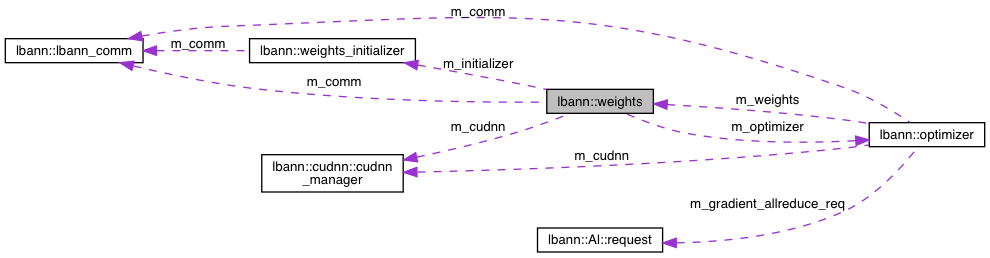 m_comm
lbann::lbann_comm
m_comm
lbann::weights_initializer
m_initializer
m_comm
lbann::weights
m_weights
m_cudnn
m_optimizer
lbann::optimizer
lbann::cudnn::cudnn
_manager
m_cudnn
m_gradient_allreduce_req
lbann::Al::request